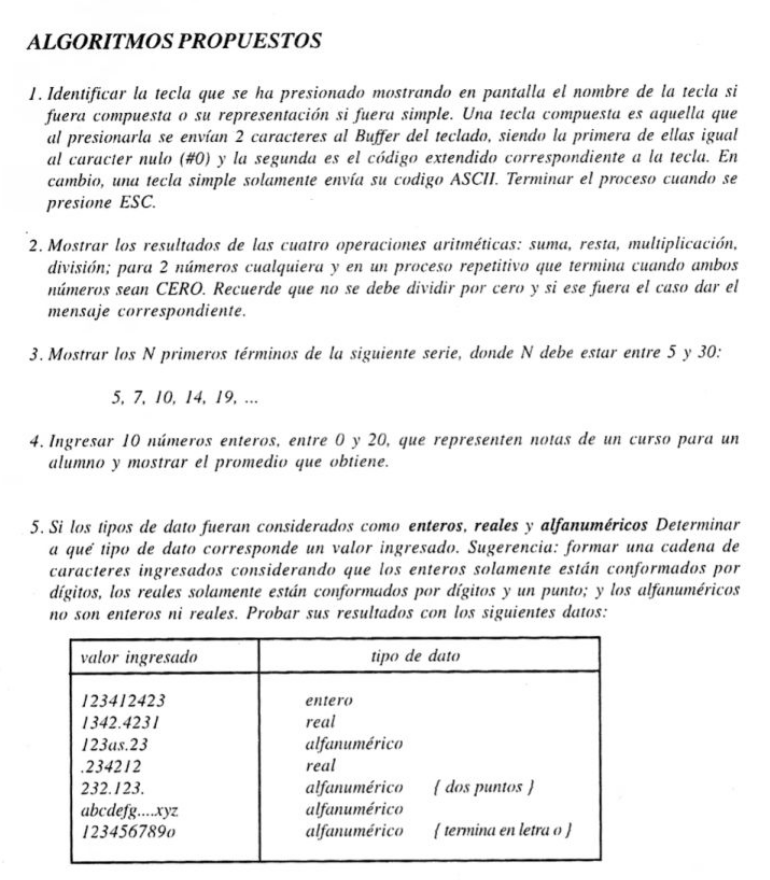 ALGORITMOS PROPUESTOS
1. Identificar la tecla que se ha presionado mostrando en pantalla el nombre de la tecla si
fuera compuesta o su representación si fuera simple. Una tecla compuesta es aquella que
al presionarla se envían 2 caracteres al Buffer del teclado, siendo la primera de ellas igual
al caracter nulo (#0) y la segunda es el código extendido correspondiente a la tecla. En
cambio, una tecla simple solamente envía su codigo ASCII. Terminar el proceso cuando se
presione ESC.
2. Mostrar los resultados de las cuatro operaciones aritméticas: suma, resta, multiplicación,
división; para 2 números cualquiera y en un proceso repetitivo que termina cuando ambos
números sean CERO. Recuerde que no se debe dividir por cero y si ese fuera el caso dar el
mensaje correspondiente.
3. Mostrar los N primeros términos de la siguiente serie, donde N debe estar entre 5 y 30:
5, 7, 10, 14, 19, ...
4. Ingresar 10 números enteros, entre 0 y 20, que representen notas de un curso para un
alumno y mostrar el promedio que obtiene.
5. Si los tipos de dato fueran considerados como enteros, reales y alfanuméricos Determinar
a qué tipo de dato corresponde un valor ingresado. Sugerencia: formar una cadena de
caracteres ingresados considerando que los enteros solamente están conformados por
dígitos, los reales solamente están conformados por dígitos y un punto; y los alfanuméricos
no son enteros ni reales. Probar sus resultados con los siguientes datos:
valor ingresado tipo de dato
123412423 entero
1342.4231 real
123as.23 alfanumérico
.234212 real
232.123. alfanumérico { dos puntos }
abcdefg....xyz alfanumérico
123456789o alfanumérico { termina en letra o }